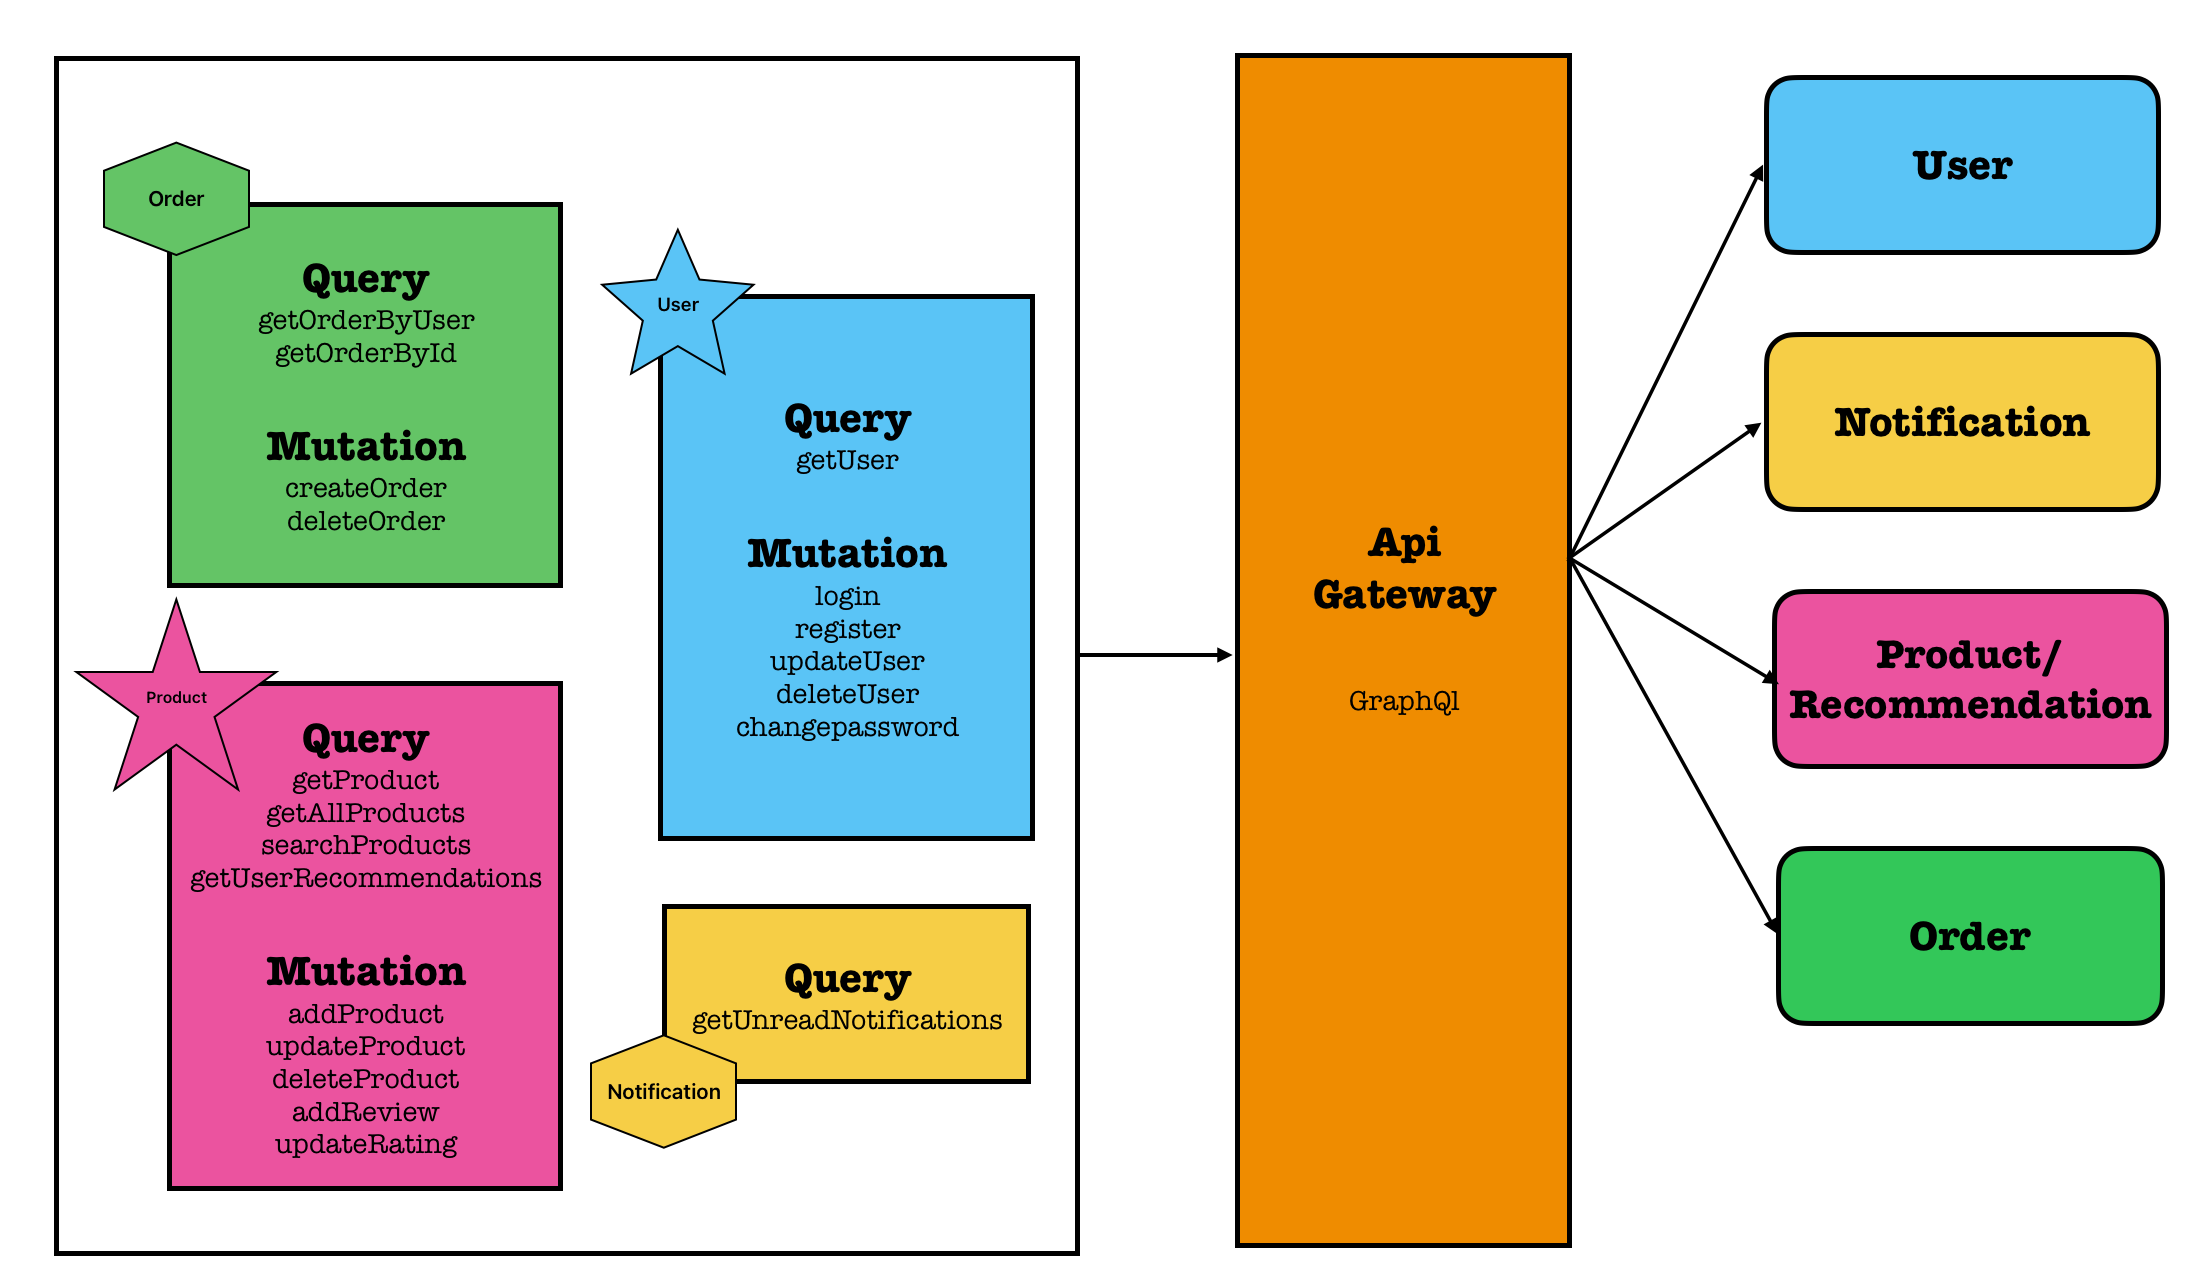 Order
Query
getOrderByUser
getOrderById
Mutation
createOrder
deleteOrder
User
Query
getUser
Mutation
login
register
updateUser
deleteUser
changepassword
Product
Query
getProduct
getAllProducts
searchProducts
getUserRecommendations
Mutation
addProduct
updateProduct
deleteProduct
addReview
updateRating
Query
getUnreadNotifications
Notification
Api
Gateway
GraphQl
User
Notification
Product/
Recommendation
Order